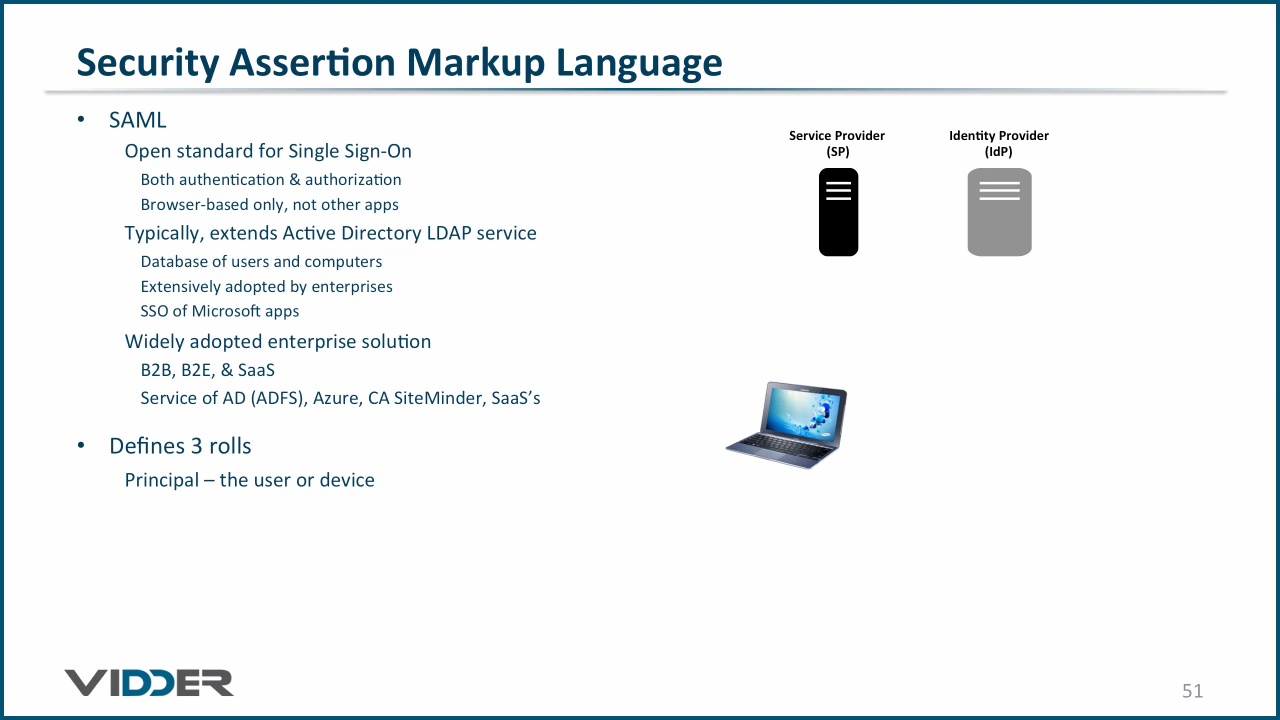 Security Assertion Markup Language
• SAML
Open standard for Single Sign-On
Both authentication & authorization
Browser-based only, not other apps
Typically, extends Active Directory LDAP service
Database of users and computers
Extensively adopted by enterprises
SSO of Microsoft apps
Widely adopted enterprise solution
B2B, B2E, & SaaS
Service of AD (ADFS), Azure, CA SiteMinder, SaaS’s
• Defines 3 rolls
Principal – the user or device
Service Provider
(SP)
Identity Provider
(IdP)
VIDDER
51